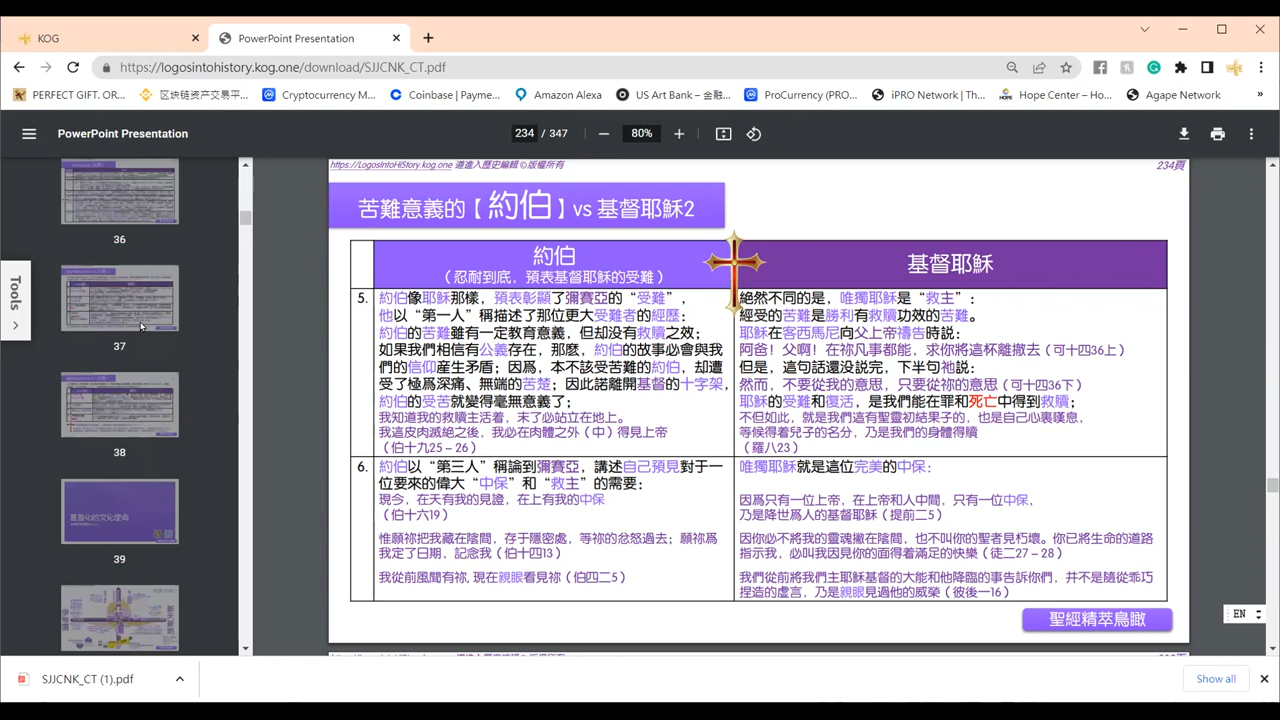 KOG
PowerPoint Presentation
https://logosintohistory.kog.one/download/SJJCNK_CT.pdf
PERFECT GIFT. OR...
区块链资产交易平...
Cryptocurrency M...
Coinbase | Payme...
Amazon Alexa
US Art Bank – 金融...
ProCurrency (PRO...
iPRO Network | Th...
Hope Center – Ho...
Agape Network
»
PowerPoint Presentation
234 / 347
80%
36
37
38
基督化的文化使命
39
Tools
https://LogosIntoHiStory.kog.one 道進入歷史編輯 ©版權所有
234頁
苦難意義的【約伯】vs 基督耶穌2
約伯
（忍耐到底，預表基督耶穌的受難）
基督耶穌
5.
約伯像耶穌那樣，預表彰顯了彌賽亞的 “受難”，
他以 “第一人” 稱描述了那位更大受難者的經歷：
約伯的苦難雖有一定教育意義，但却没有救贖之效；
如果我們相信有公義存在，那麽，約伯的故事必會與我
們的信仰産生矛盾；因爲，本不該受苦難的約伯，却遭
受了極爲深痛、無端的苦楚；因此諾離開基督的十字架，
約伯的受苦就變得毫無意義了；
我知道我的救贖主活着，末了必站立在地上。
我這皮肉滅絕之後，我必在肉體之外（中）得見上帝
（伯十九25－26）
絕然不同的是，唯獨耶穌是 “救主”：
經受的苦難是勝利有救贖功效的苦難。
耶穌在客西馬尼向父上帝禱告時説：
阿爸！父啊！在祢凡事都能，求你將這杯離撤去（可十四36上）
但是，這句話還没説完，下半句祂説：
然而，不要從我的意思，只要從祢的意思（可十四36下）
耶穌的受難和復活，是我們能在罪和死亡中得到救贖；
不但如此，就是我們這有聖靈初結果子的，也是自己心裏嘆息，
等候得着兒子的名分，乃是我們的身體得贖
（羅八23）
6.
約伯以 “第三人” 稱論到彌賽亞，講述自己預見對于一
位要來的偉大 “中保” 和 “救主” 的需要：
現今，在天有我的見證，在上有我的中保
（伯十六19）
惟願祢把我藏在陰間，存于隱密處，等祢的忿怒過去；願祢爲
我定了日期，記念我（伯十四13）
我從前風聞有祢，現在親眼看見祢（伯四二5）
唯獨耶穌就是這位完美的中保：
因爲只有一位上帝，在上帝和人中間，只有一位中保，
乃是降世爲人的基督耶穌（提前二5）
因你必不將我的靈魂撇在陰間，也不叫你的聖者見朽壞。你已將生命的道路
指示我，必叫我因見你的面得着滿足的快樂（徒二27－28）
我們從前將我們主耶穌基督的大能和他降臨的事告訴你們，并不是隨從乖巧
捏造的虚言，乃是親眼見過他的威榮（彼後一16）
聖經精萃鳥瞰
EN
SJJCNK_CT (1).pdf
Show all